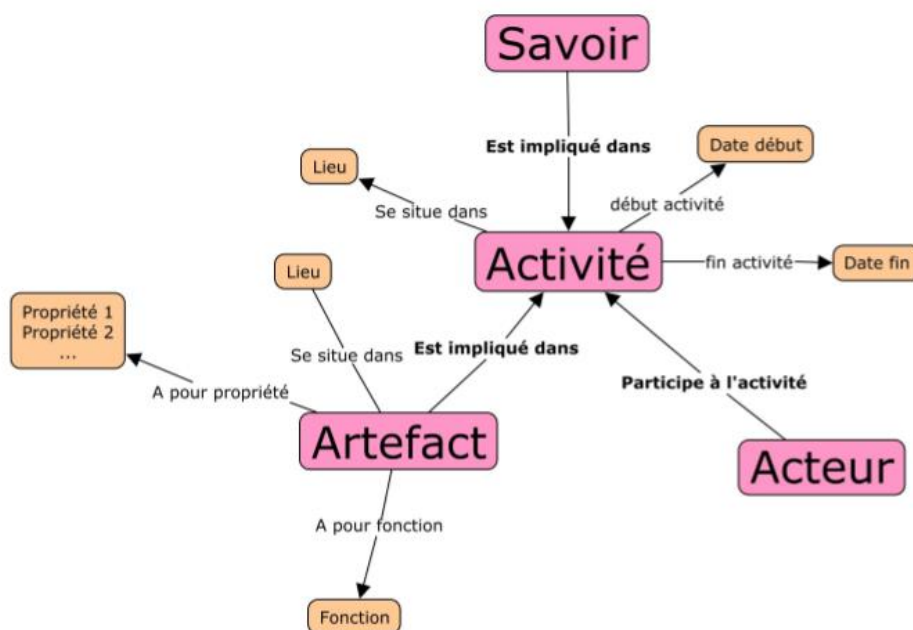 Savoir
Est impliqué dans
Date début
Lieu
début activité
Se situe dans
Activité
fin activité
Date fin
Lieu
Propriété 1
Propriété 2
...
Est impliqué dans
Se situe dans
Participe à l'activité
A pour propriété
Artefact
Acteur
A pour fonction
Fonction